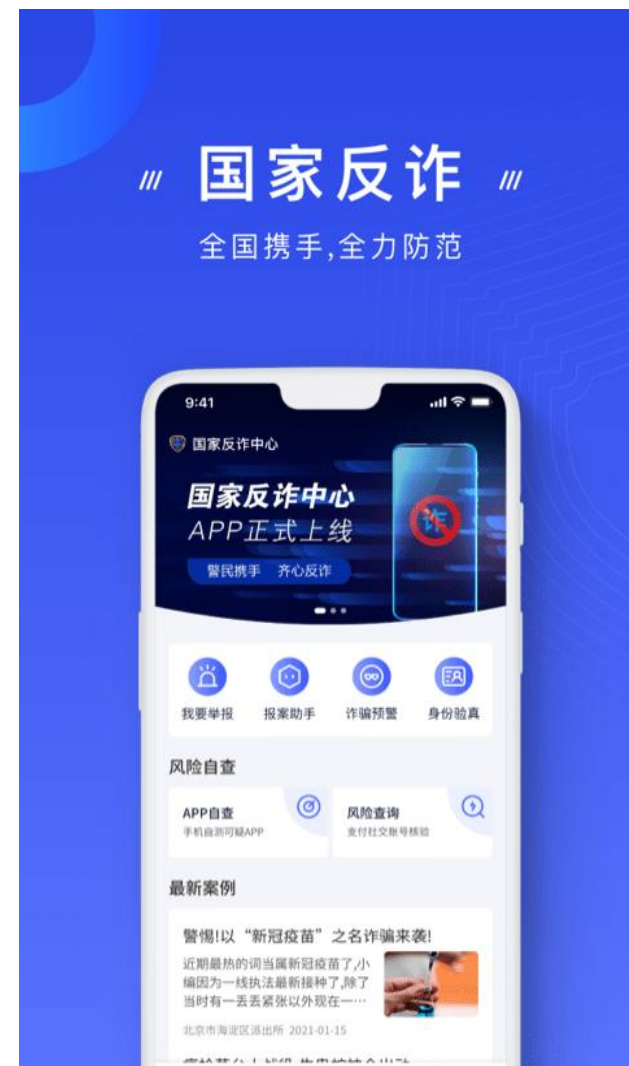 国家反诈
全国携手,全力防范
9:41
国家反诈中心
国家反诈中心
APP正式上线
诈
警民携手 齐心反诈
我要举报 报案助手 诈骗预警 身份验真
风险自查
APP自查
手机自测可疑APP
风险查询
支付社交账号核验
最新案例
警惕!以“新冠疫苗”之名诈骗来袭!
近期最热的词当属新冠疫苗了,小
编因为一线执法最新接种了,除了
当时有一丢丢紧张以外现在一···
北京市海淀区派出所 2021-01-15